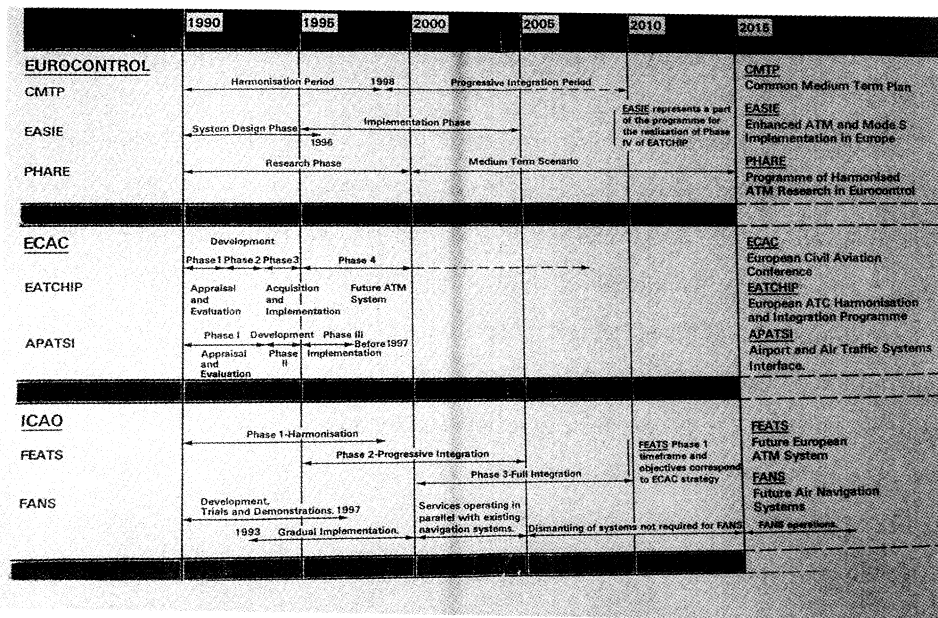 1990 1995 2000 2005 2010 2015
EUROCONTROL
CMTP
Harmonisation Period 1998 Progressive Integration Period
CMTP
Common Medium Term Plan
EASIE
System Design Phase
1996
Implementation Phase
EASIE represents a part
of the programme for
the realisation of Phase
IV of EATCHIP
EASIE
Enhanced ATM and Mode S
Implementation in Europe
PHARE
Research Phase Medium Term Scenario
PHARE
Programme of Harmonised
ATM Research in Eurocontrol
ECAC
Development
Phase 1 Phase 2 Phase 3 Phase 4
ECAC
European Civil Aviation
Conference
EATCHIP
Appraisal
and
Evaluation
Acquisition
and
Implementation
Future ATM
System
EATCHIP
European ATC Harmonisation
and Integration Programme
APATSI
Phase I Development Phase III
Before 1997
Appraisal
and
Evaluation
Phase
II
Implementation
APATSI
Airport and Air Traffic Systems
Interface.
ICAO
FEATS
Phase 1-Harmonisation
Phase 2-Progressive Integration
Phase 3-Full Integration
FEATS Phase 1
timeframe and
objectives correspond
to ECAC strategy
FEATS
Future European
ATM System
FANS
Development,
Trials and Demonstrations. 1997
1993 Gradual Implementation.
Services operating in
parallel with existing
navigation systems.
Dismantling of systems not required for FANS
FANS operations.
FANS
Future Air Navigation
Systems